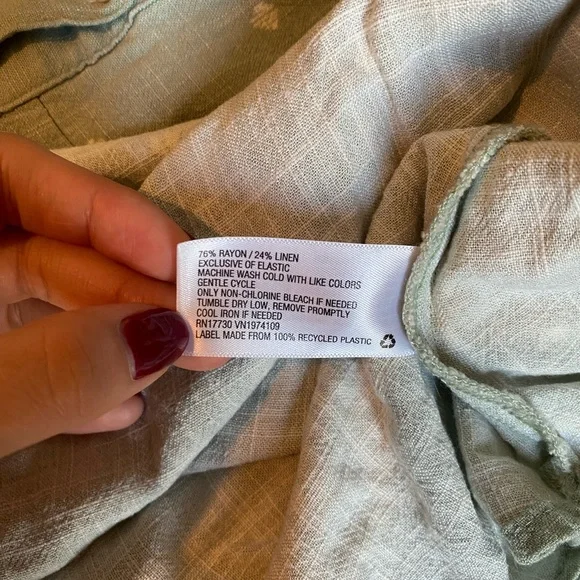 76% RAYON / 24% LINEN
EXCLUSIVE OF ELASTIC
MACHINE WASH COLD WITH LIKE COLORS
GENTLE CYCLE
ONLY NON-CHLORINE BLEACH IF NEEDED
TUMBLE DRY LOW, REMOVE PROMPTLY
COOL IRON IF NEEDED
RN17730 VN1974109
LABEL MADE FROM 100% RECYCLED PLASTIC